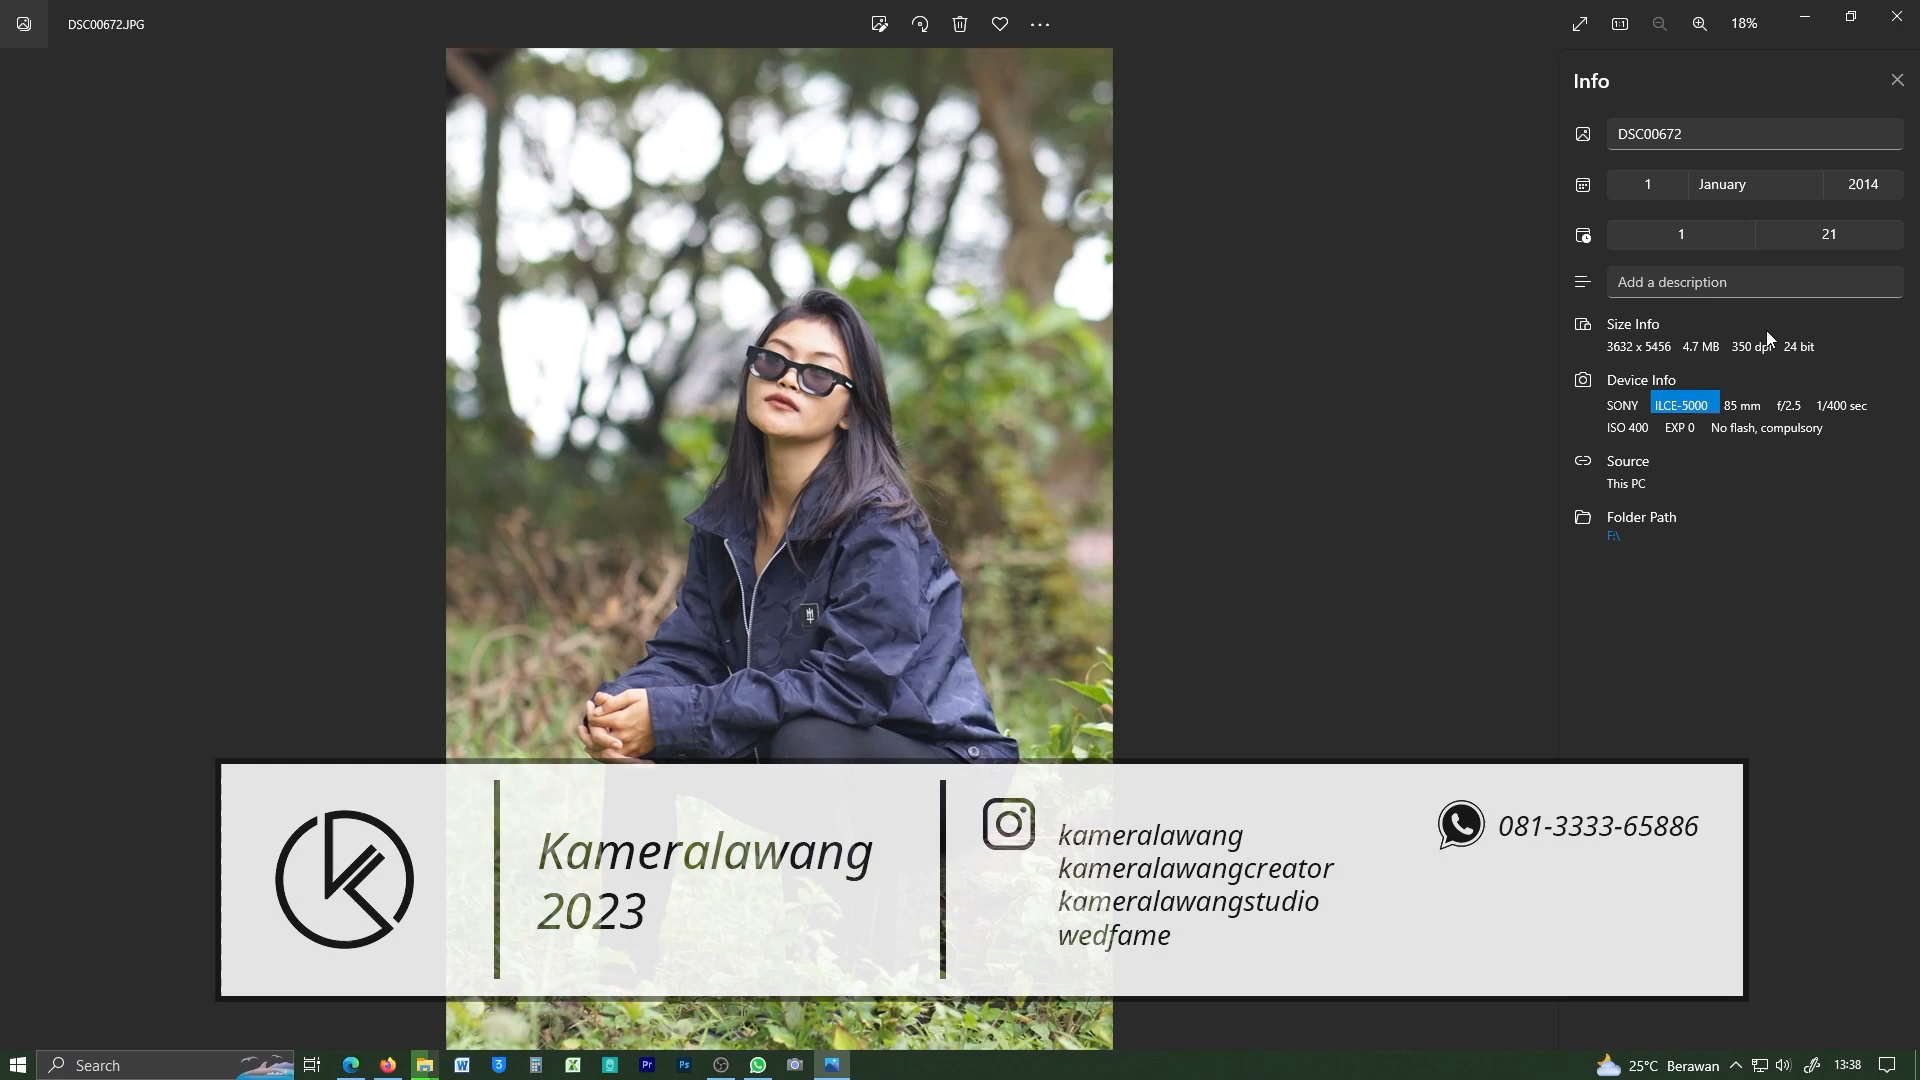 DSC00672.JPG
18%
Info
DSC00672
1 January 2014
1 21
Add a description
Size Info
3632 x 5456 4.7 MB 350 dpi 24 bit
Device Info
SONY ILCE-5000 85 mm f/2.5 1/400 sec
ISO 400 EXP 0 No flash, compulsory
Source
This PC
Folder Path
F:\
Kameralawang
2023
kameralawang
kameralawangcreator
kameralawangstudio
wedfame
081-3333-65886
Search
25°C Berawan 13:38